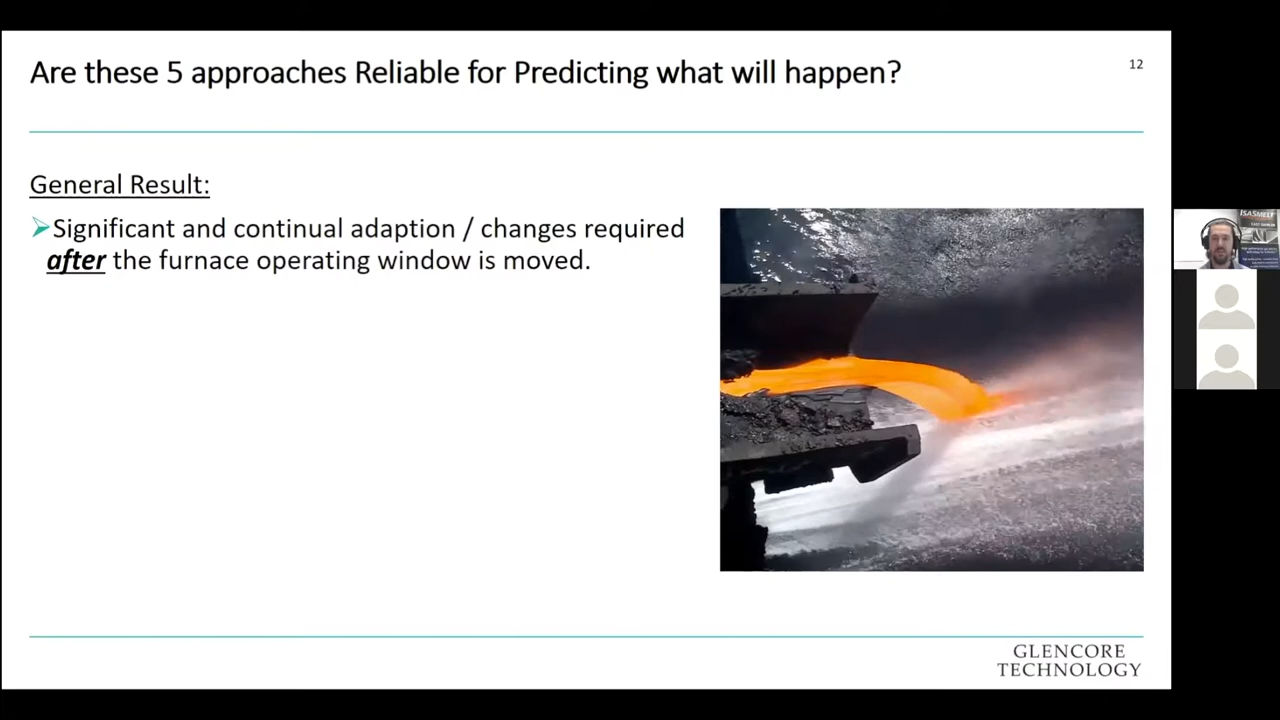 Are these 5 approaches Reliable for Predicting what will happen?
12
General Result:
Significant and continual adaption / changes required
after the furnace operating window is moved.
GLENCORE
TECHNOLOGY
ISASMELT